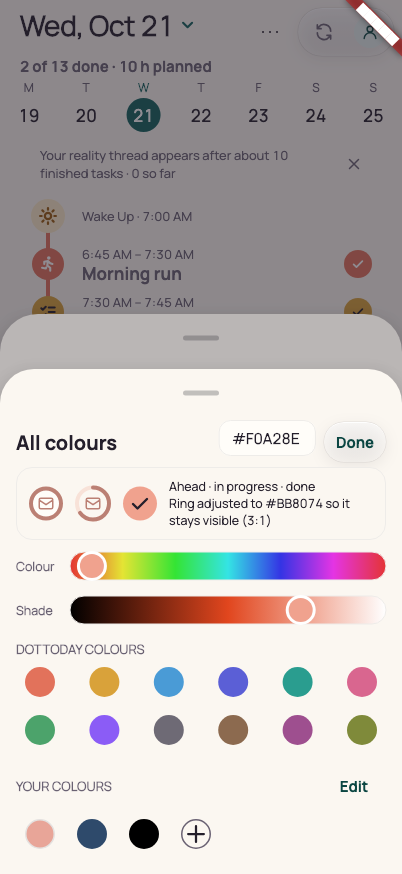 Wed, Oct 21
2 of 13 done · 10 h planned
M T W T F S S
19 20 21 22 23 24 25
Your reality thread appears after about 10
finished tasks · 0 so far
Wake Up · 7:00 AM
6:45 AM – 7:30 AM
Morning run
7:30 AM – 7:45 AM
All colours
#F0A28E
Done
Ahead · in progress · done
Ring adjusted to #BB8074 so it
stays visible (3:1)
Colour
Shade
DOTTODAY COLOURS
YOUR COLOURS
Edit